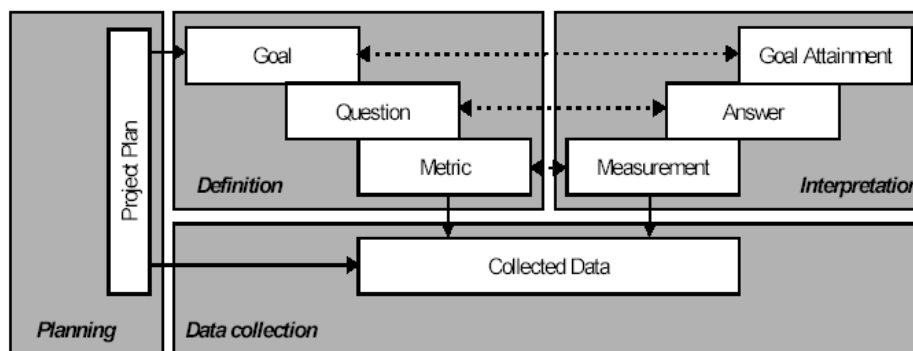 Goal
Goal Attainment
Question
Answer
Metric
Measurement
Definition
Interpretation
Project Plan
Collected Data
Planning
Data collection